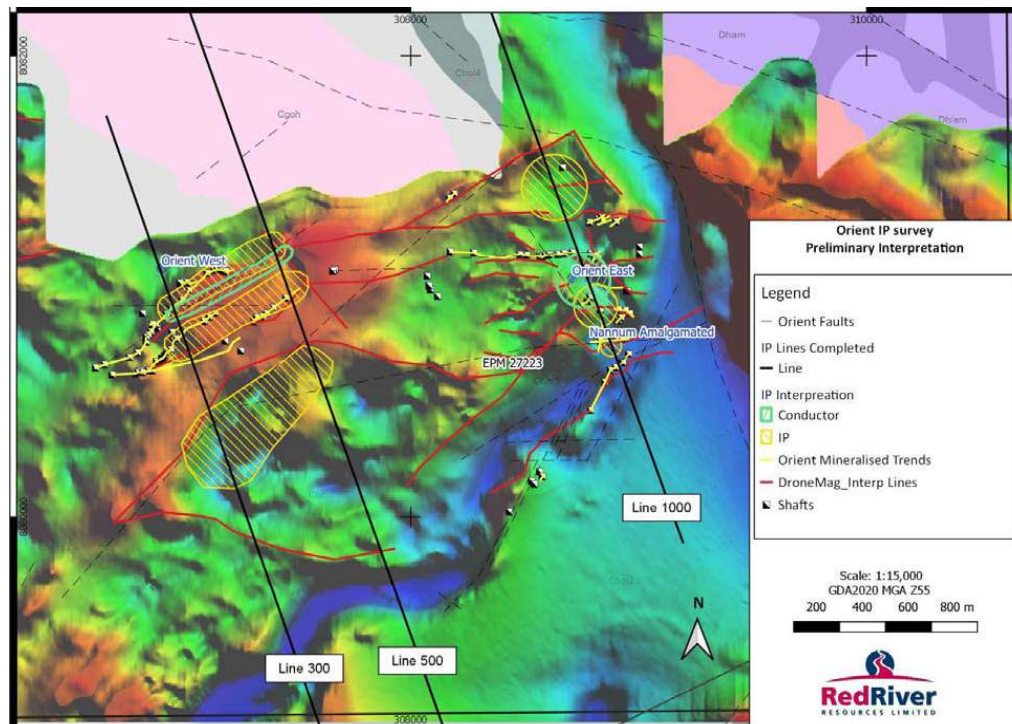 308000
310000
8082000
Dham
Cgoh
Dham
Orient West
Orient East
Nannum Amalgamated
EPM 27223
Line 1000
Line 500
Line 300
308000
Orient IP survey
Preliminary Interpretation
Legend
Orient Faults
IP Lines Completed
Line
IP Interpreation
Conductor
IP
Orient Mineralised Trends
DroneMag_Interp Lines
Shafts
Scale: 1:15,000
GDA2020 MGA Z55
200 400 600 800 m
N
RedRiver
RESOURCES LIMITED